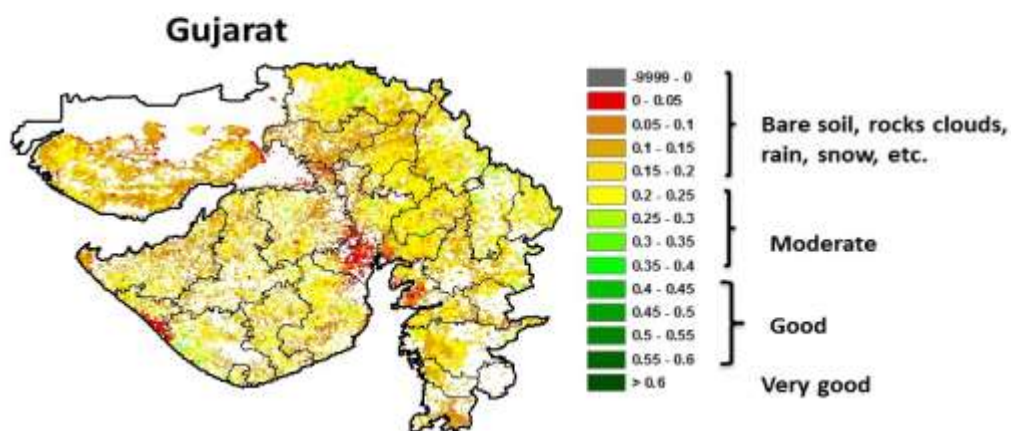 Gujarat
-9999 - 0
0 - 0.05
0.05 - 0.1
0.1 - 0.15
0.15 - 0.2
0.2 - 0.25
0.25 - 0.3
0.3 - 0.35
0.35 - 0.4
0.4 - 0.45
0.45 - 0.5
0.5 - 0.55
0.55 - 0.6
> 0.6
Bare soil, rocks clouds,
rain, snow, etc.
Moderate
Good
Very good